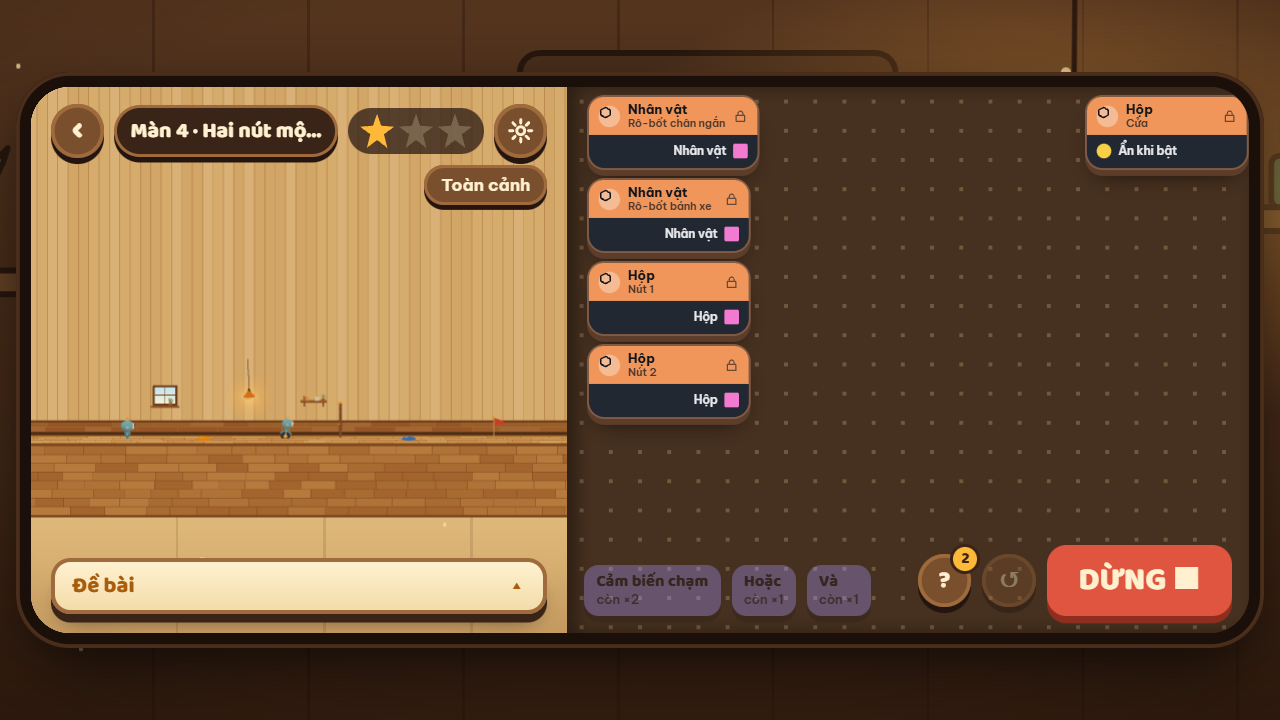 Màn 4 · Hai nút mộ...
Toàn cảnh
Đề bài
Nhân vật
Rô-bốt chân ngắn
Nhân vật
Nhân vật
Rô-bốt bánh xe
Nhân vật
Hộp
Nút 1
Hộp
Hộp
Nút 2
Hộp
Hộp
Cửa
Ẩn khi bật
Cảm biến chạm
còn ×2
Hoặc
còn ×1
Và
còn ×1
?
2
DỪNG